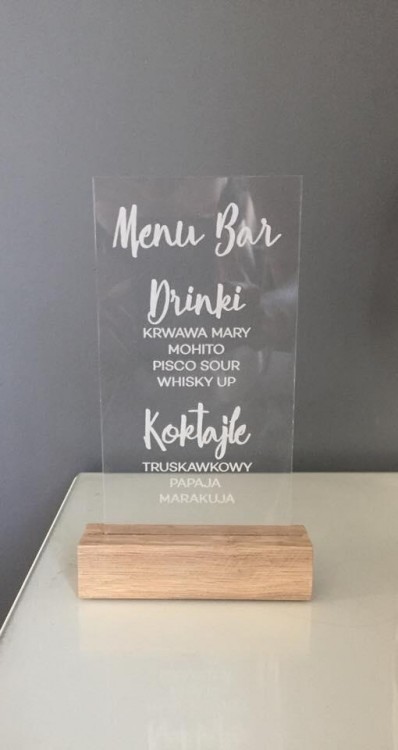 Menu Bar
Drinki
KRWAWA MARY
MOHITO
PISCO SOUR
WHISKY UP
Koktajle
TRUSKAWKOWY
PAPAJA
MARAKUJA